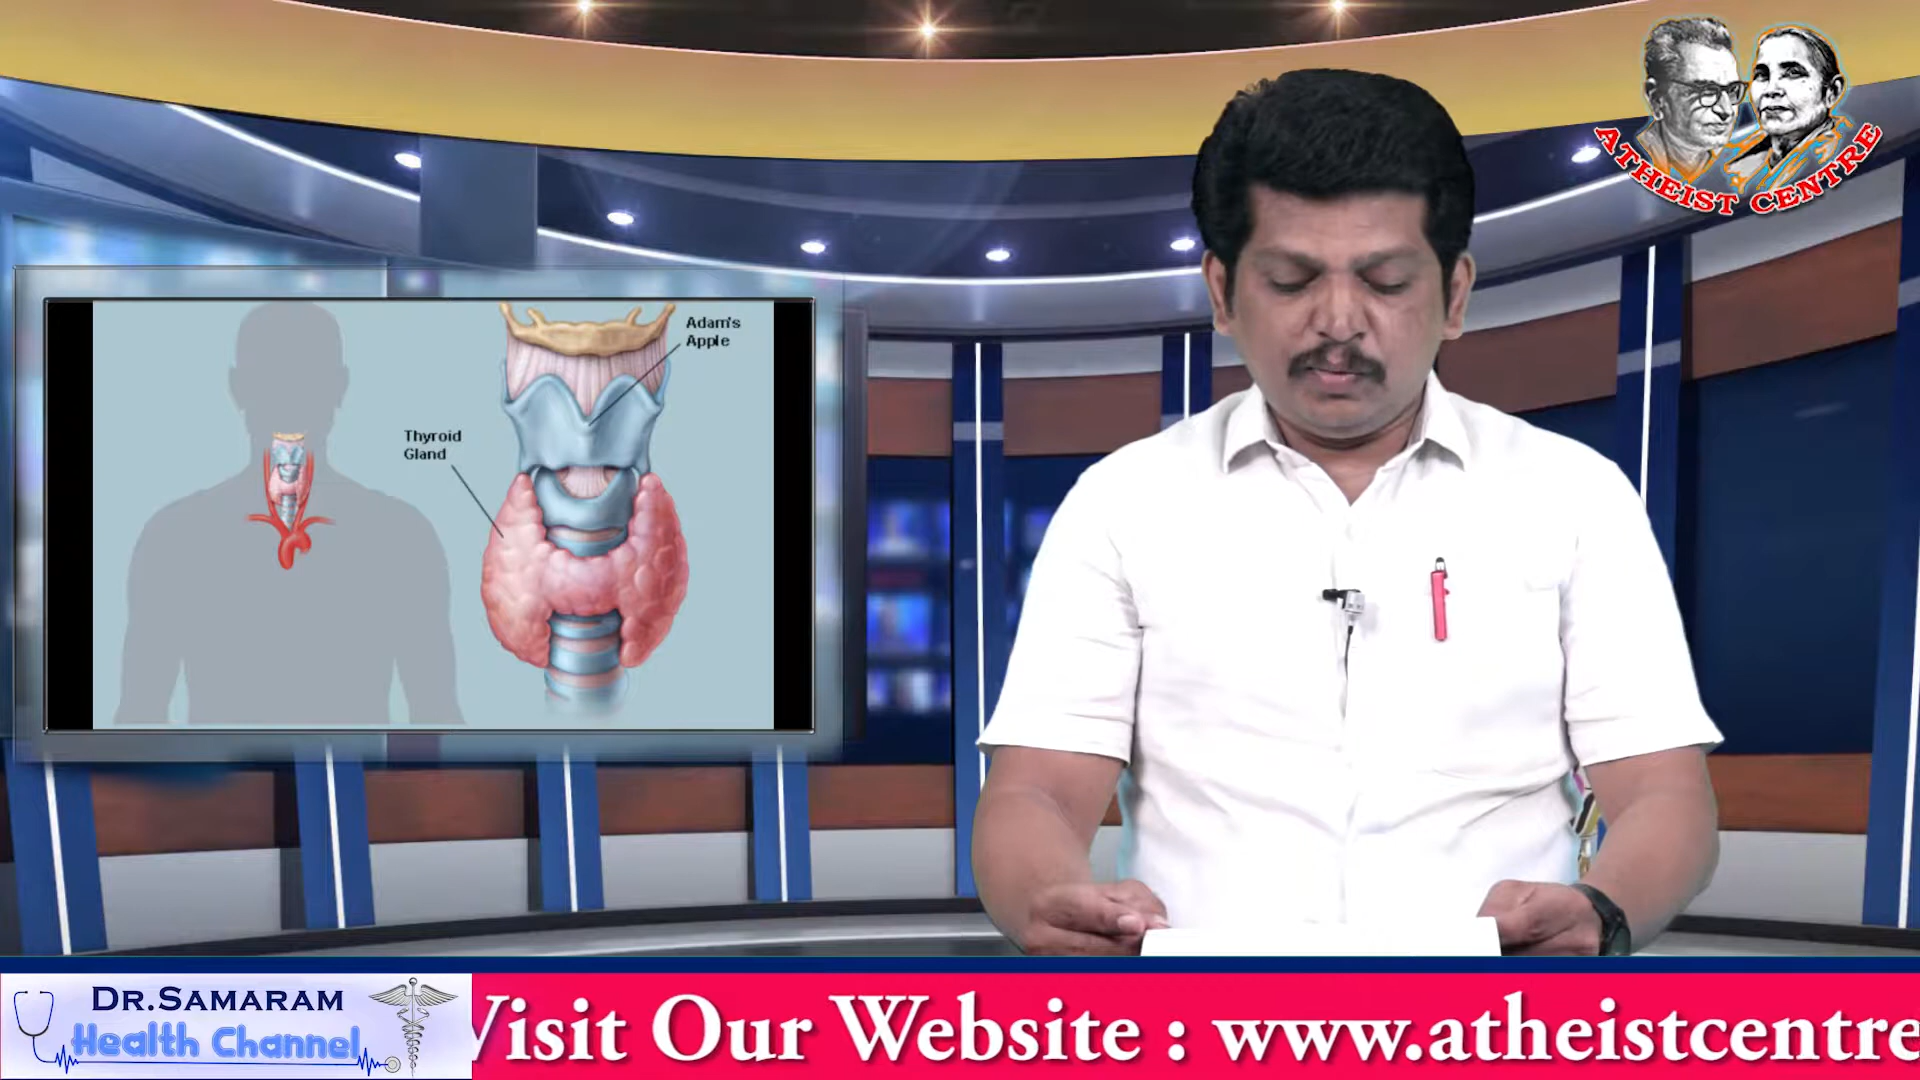 ATHEIST CENTRE
Adam's
Apple
Thyroid
Gland
DR.SAMARAM
Health Channel
Visit Our Website : www.atheistcentre